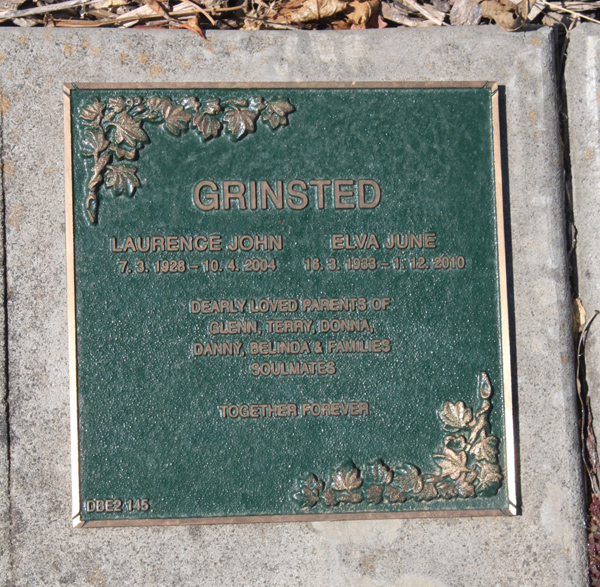 GRINSTED
LAURENCE JOHN ELVA JUNE
7. 3. 1928 – 10. 4. 2004 16. 3. 1933 – 1. 12. 2010
DEARLY LOVED PARENTS OF
GLENN, TERRY, DONNA,
DANNY, BELINDA & FAMILIES
SOULMATES
TOGETHER FOREVER
DBE2 145